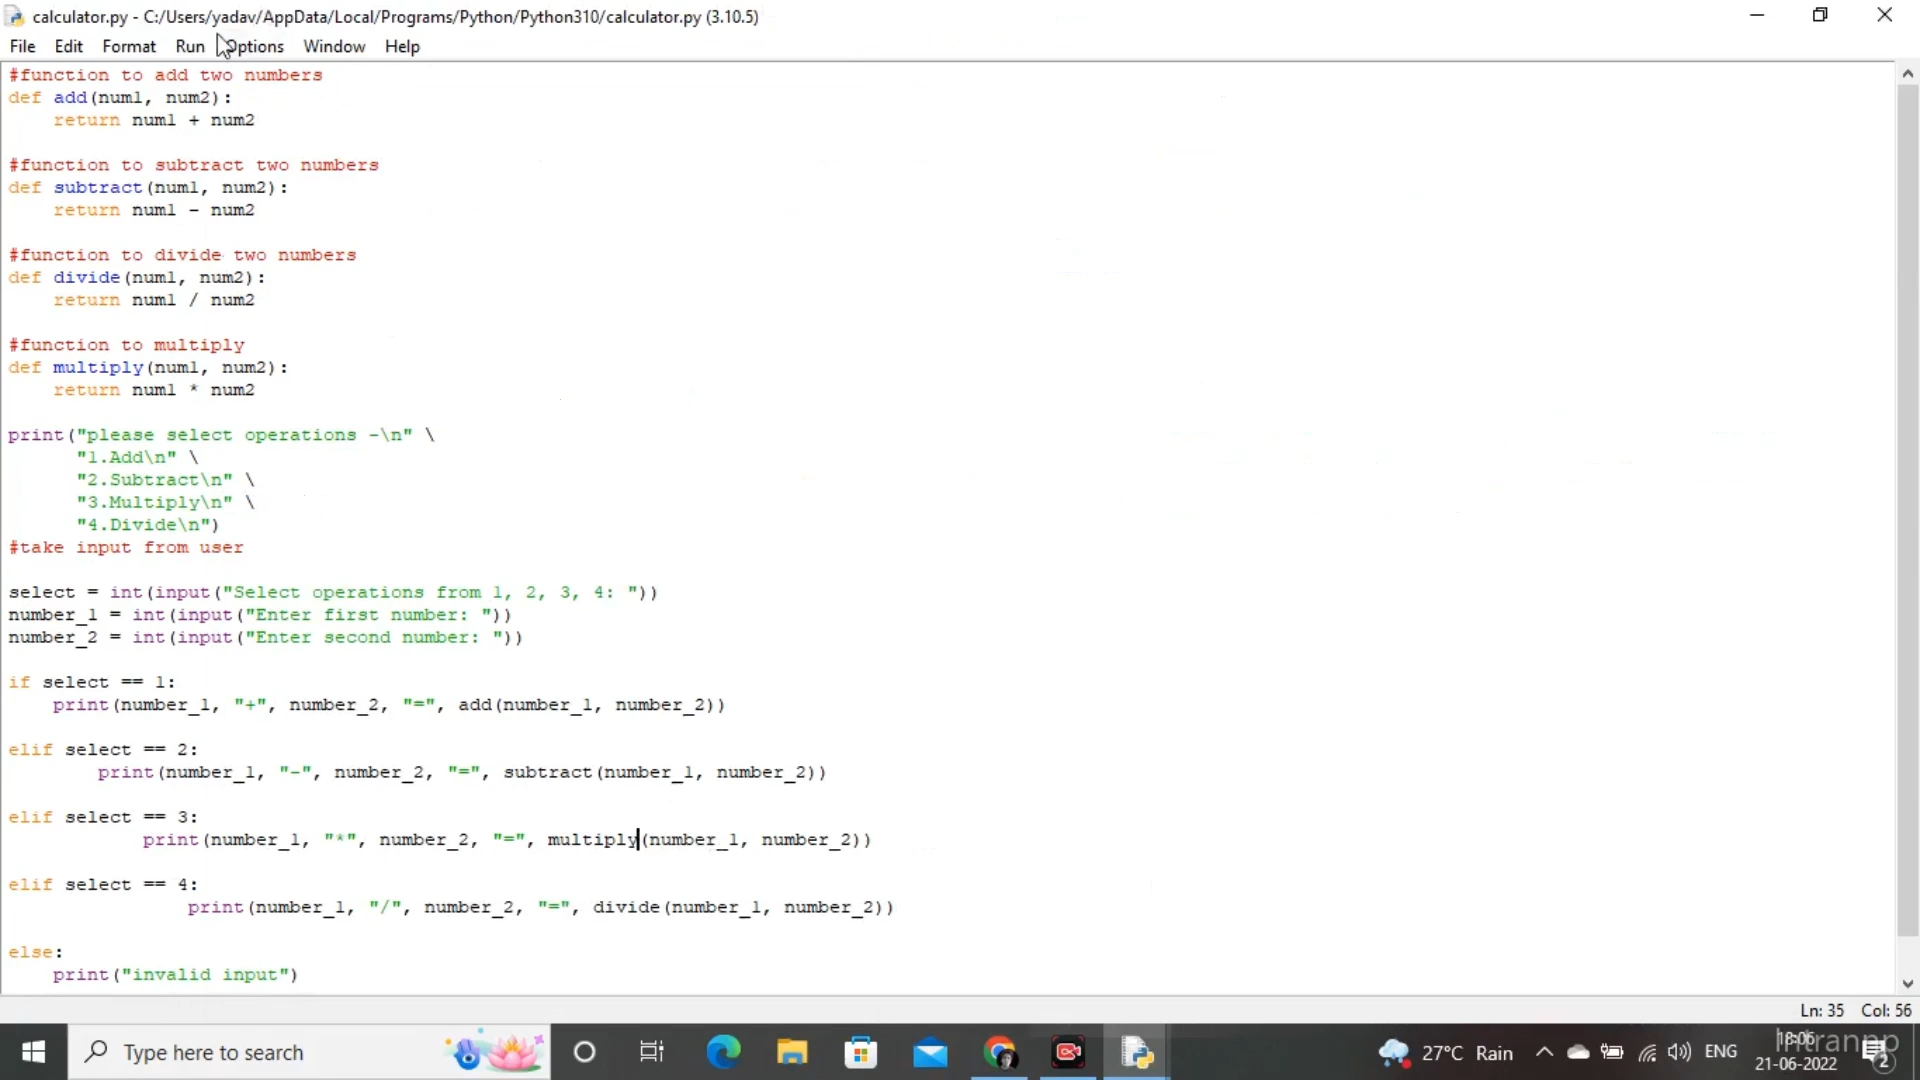 calculator.py - C:/Users/yadav/AppData/Local/Programs/Python/Python310/calculator.py (3.10.5)
File Edit Format Run Options Window Help
#function to add two numbers
def add(num1, num2):
    return num1 + num2
#function to subtract two numbers
def subtract(num1, num2):
    return num1 - num2
#function to divide two numbers
def divide(num1, num2):
    return num1 / num2
#function to multiply
def multiply(num1, num2):
    return num1 * num2
print("please select operations -\n" \
      "1.Add\n" \
      "2.Subtract\n" \
      "3.Multiply\n" \
      "4.Divide\n")
#take input from user
select = int(input("Select operations from 1, 2, 3, 4: "))
number_1 = int(input("Enter first number: "))
number_2 = int(input("Enter second number: "))
if select == 1:
    print(number_1, "+", number_2, "=", add(number_1, number_2))
elif select == 2:
        print(number_1, "-", number_2, "=", subtract(number_1, number_2))
elif select == 3:
            print(number_1, "*", number_2, "=", multiply(number_1, number_2))
elif select == 4:
                print(number_1, "/", number_2, "=", divide(number_1, number_2))
else:
    print("invalid input")
Ln: 35 Col: 56
Type here to search
27°C Rain
ENG
18:06
21-06-2022
2